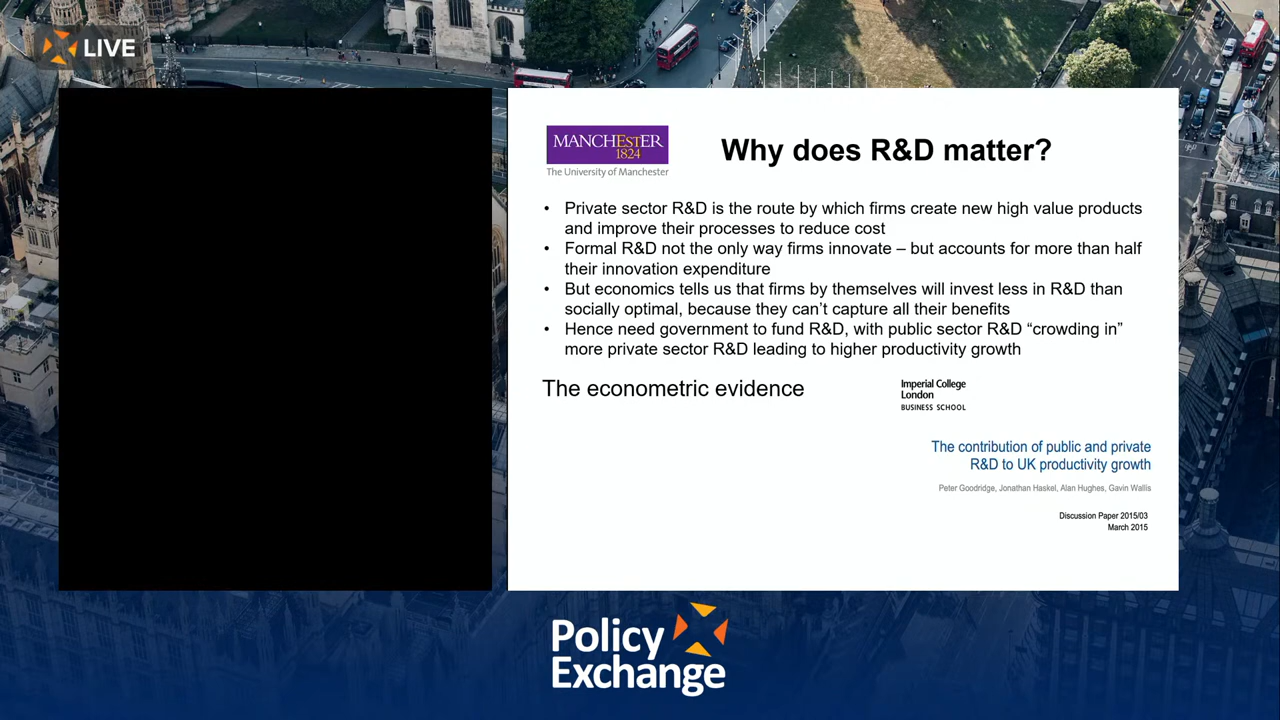 LIVE
MANCHEStER
1824
The University of Manchester
Why does R&D matter?
• Private sector R&D is the route by which firms create new high value products
and improve their processes to reduce cost
• Formal R&D not the only way firms innovate – but accounts for more than half
their innovation expenditure
• But economics tells us that firms by themselves will invest less in R&D than
socially optimal, because they can’t capture all their benefits
• Hence need government to fund R&D, with public sector R&D “crowding in”
more private sector R&D leading to higher productivity growth
The econometric evidence
Imperial College
London
BUSINESS SCHOOL
The contribution of public and private
R&D to UK productivity growth
Peter Goodridge, Jonathan Haskel, Alan Hughes, Gavin Wallis
Discussion Paper 2015/03
March 2015
Policy
Exchange